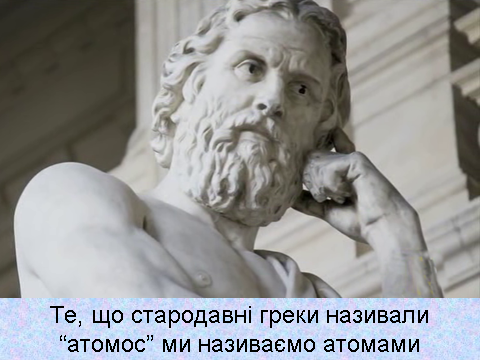 Те, що стародавні греки називали
“атомос” ми називаємо атомами